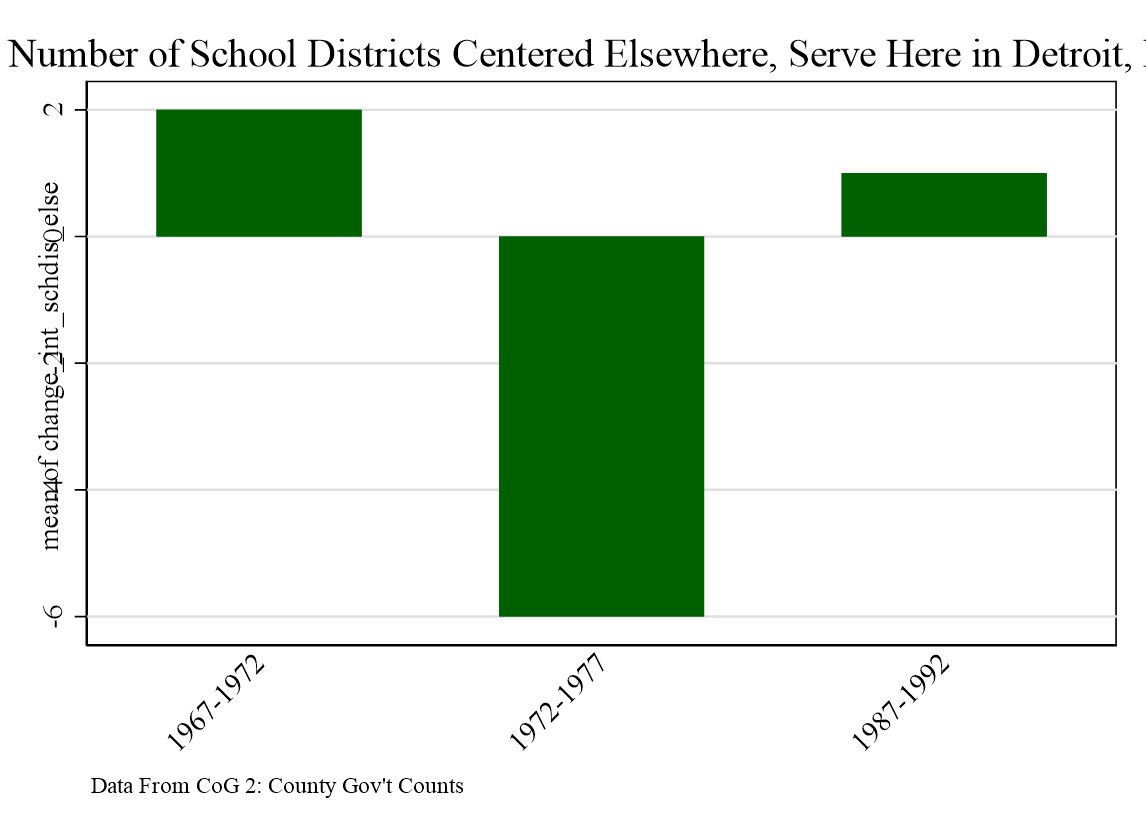 Number of School Districts Centered Elsewhere, Serve Here in Detroit,
mean of change_int_schdis_else
2
0
-2
-4
-6
1967-1972
1972-1977
1987-1992
Data From CoG 2: County Gov't Counts